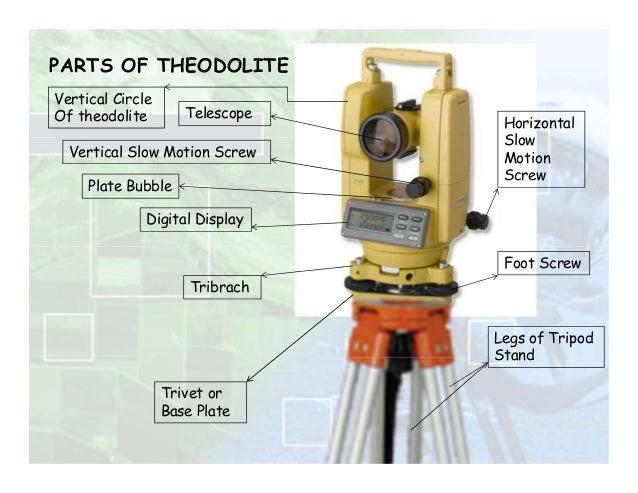 PARTS OF THEODOLITE
Vertical Circle
Of theodolite
Telescope
Horizontal
Slow
Motion
Screw
Vertical Slow Motion Screw
Plate Bubble
Digital Display
Foot Screw
Tribrach
Legs of Tripod
Stand
Trivet or
Base Plate